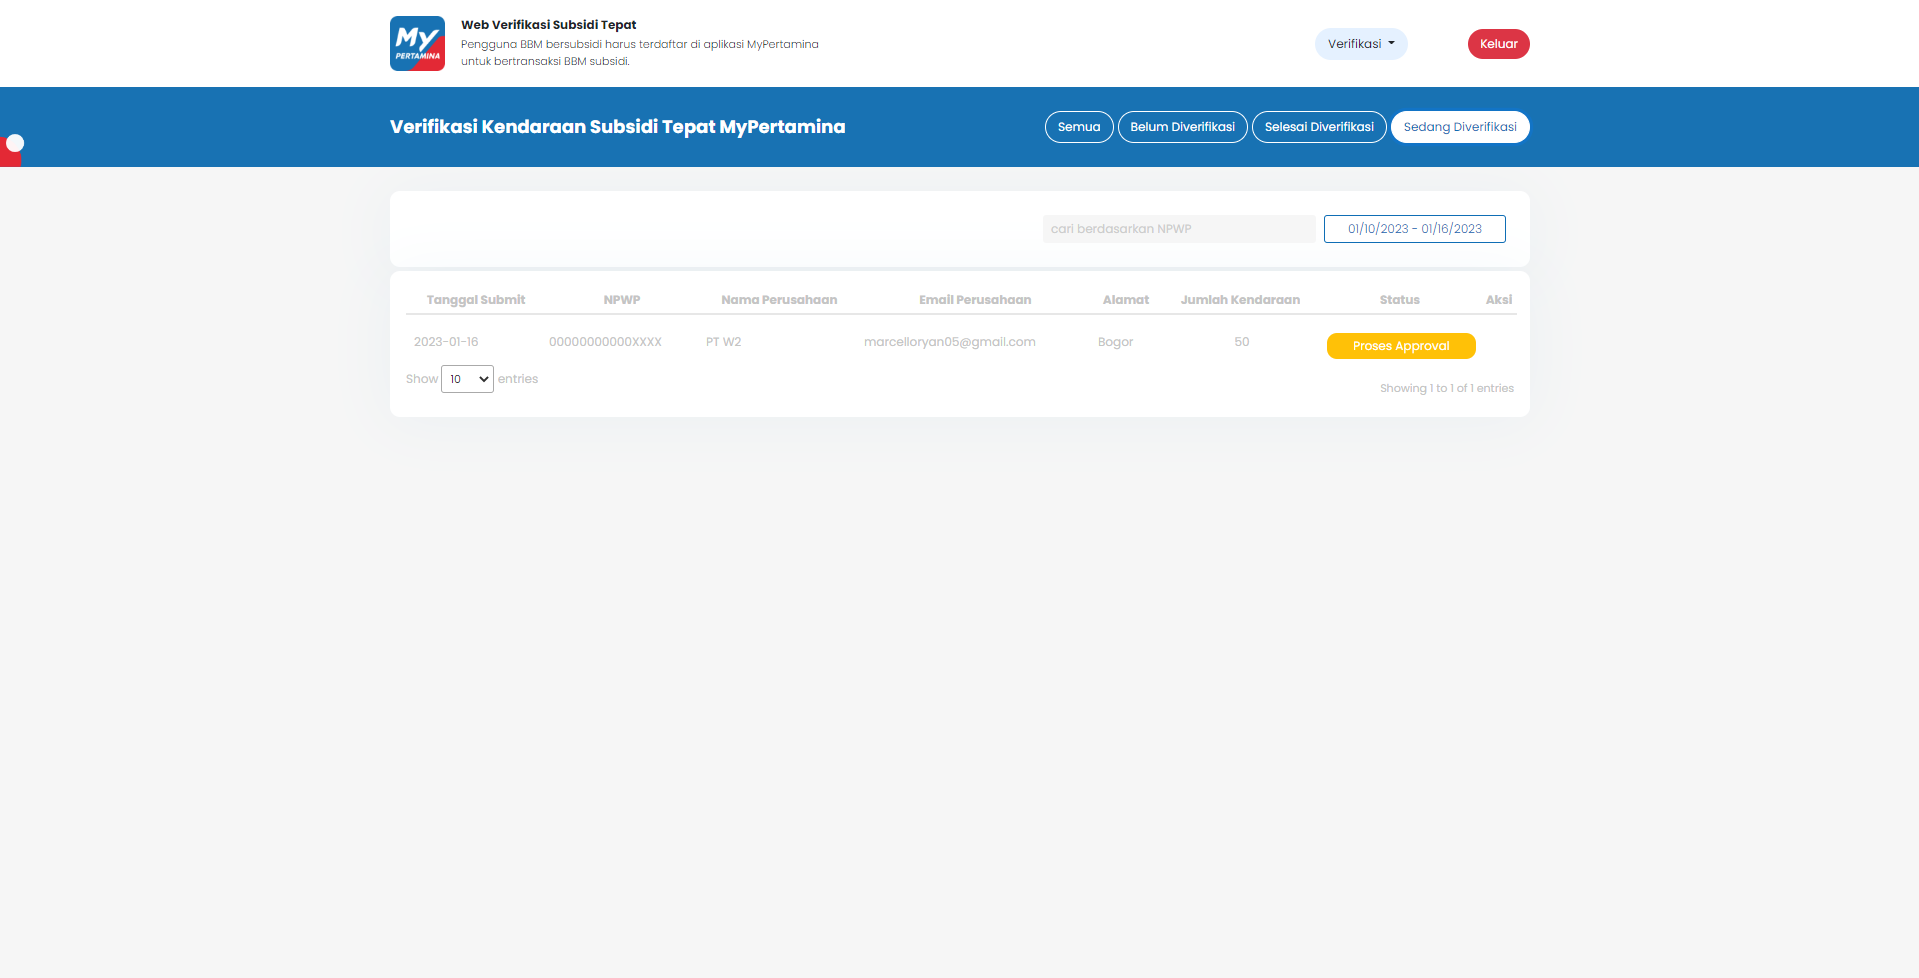 My
PERTAMINA
Web Verifikasi Subsidi Tepat
Pengguna BBM bersubsidi harus terdaftar di aplikasi MyPertamina
untuk bertransaksi BBM subsidi.
Verifikasi
Keluar
Verifikasi Kendaraan Subsidi Tepat MyPertamina
Semua
Belum Diverifikasi
Selesai Diverifikasi
Sedang Diverifikasi
cari berdasarkan NPWP
01/10/2023 - 01/16/2023
Tanggal Submit NPWP Nama Perusahaan Email Perusahaan Alamat Jumlah Kendaraan Status Aksi
2023-01-16 00000000000XXXX PT W2 marcelloryan05@gmail.com Bogor 50 Proses Approval
Show 10 entries
Showing 1 to 1 of 1 entries